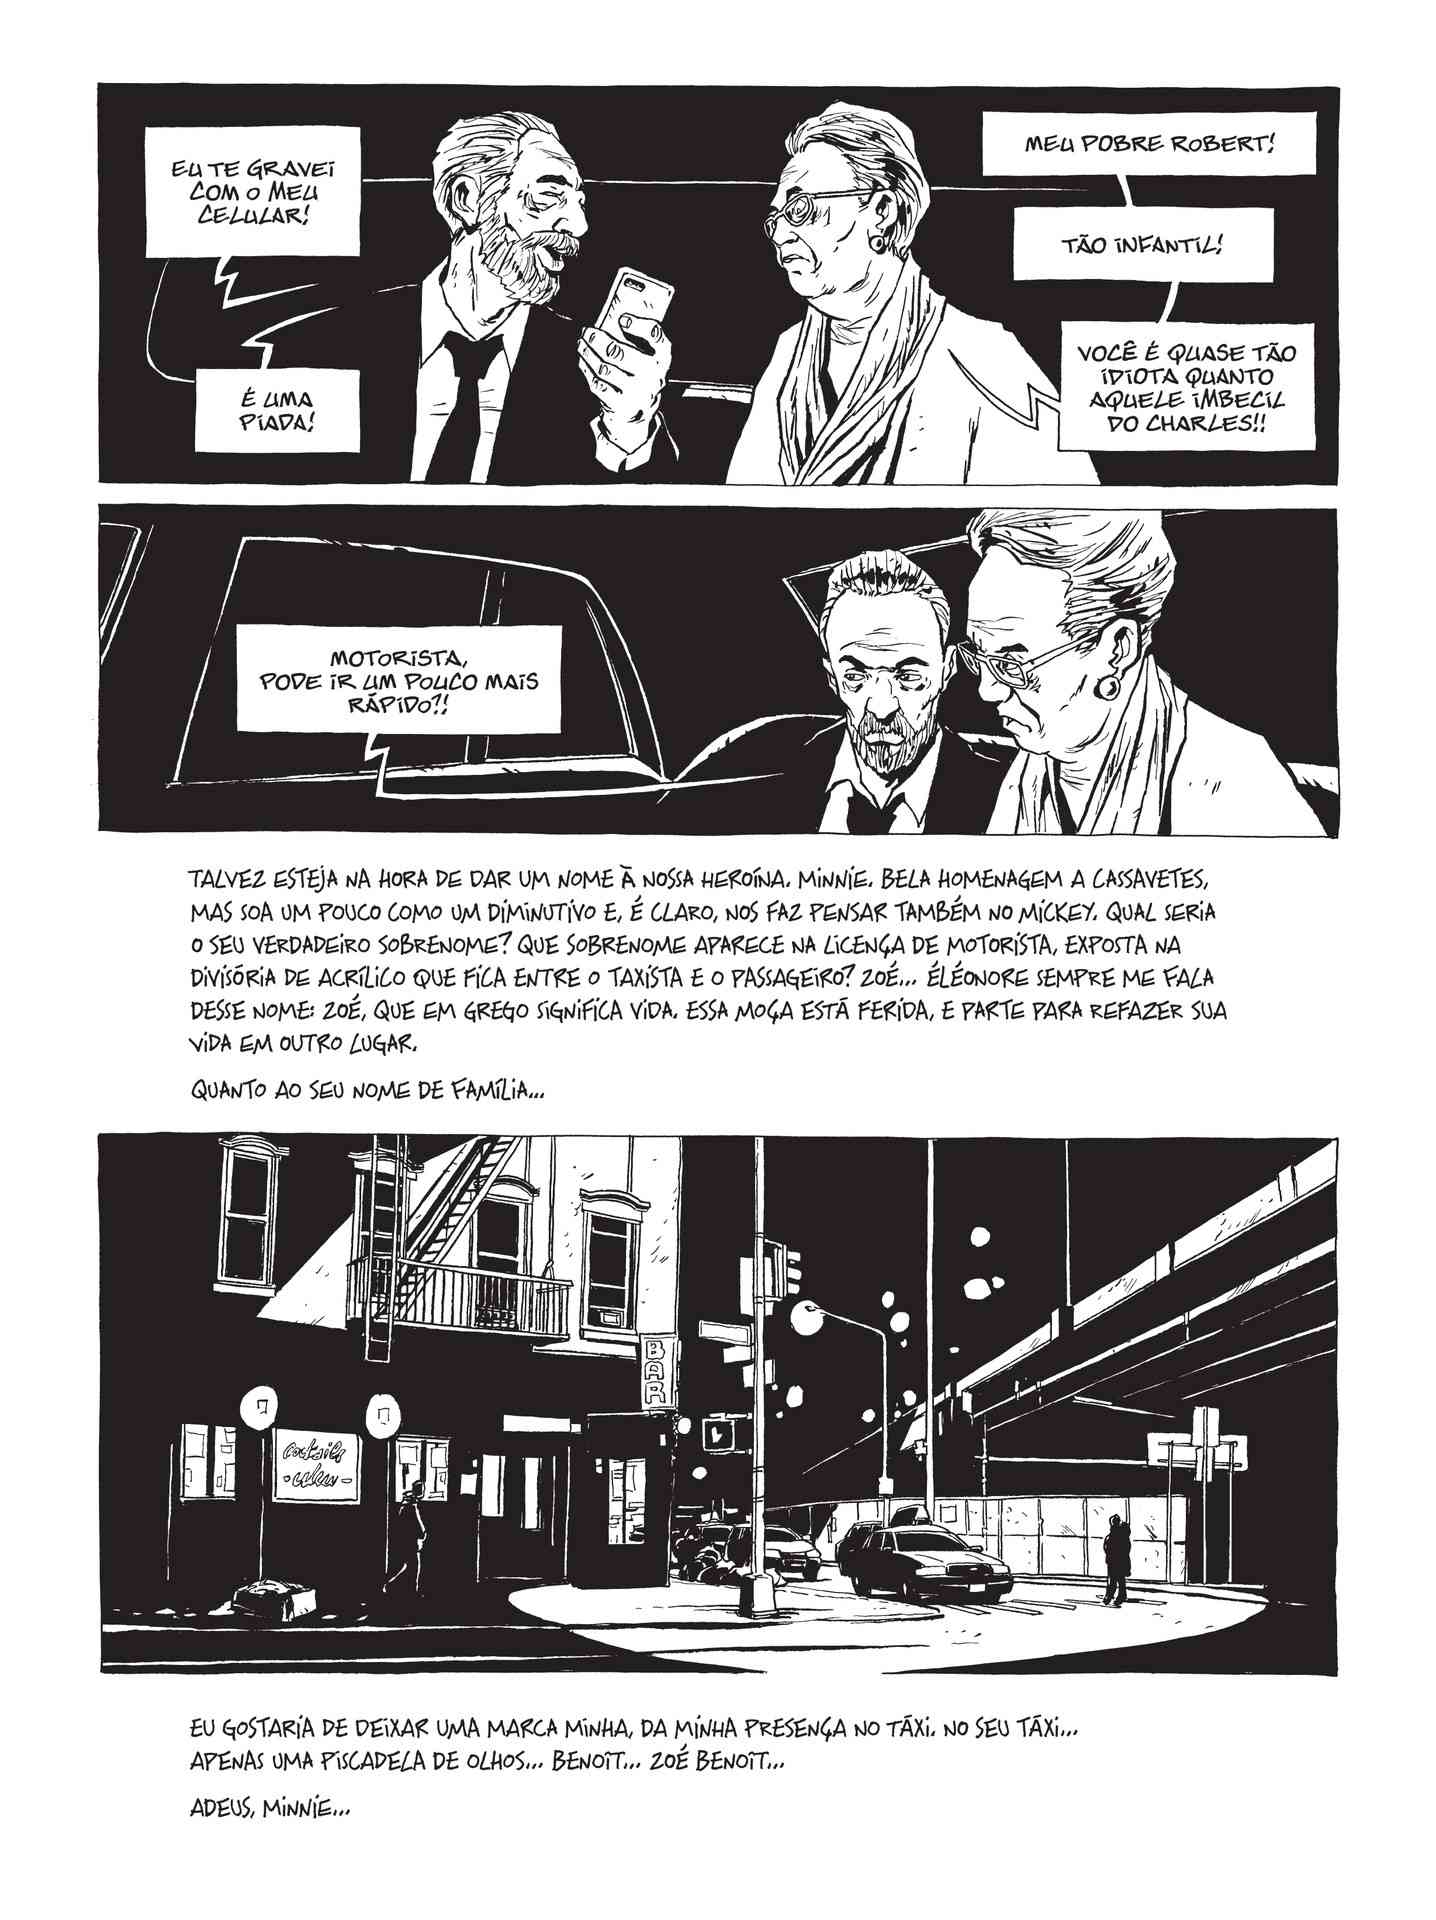 EU TE GRAVEI
COM O MEU
CELULAR!
É UMA
PIADA!
MEU POBRE ROBERT!
TÃO INFANTIL!
VOCÊ É QUASE TÃO
IDIOTA QUANTO
AQUELE IMBECIL
DO CHARLES!!
MOTORISTA,
PODE IR UM POUCO MAIS
RÁPIDO?!
TALVEZ ESTEJA NA HORA DE DAR UM NOME À NOSSA HEROÍNA. MINNIE. BELA HOMENAGEM A CASSAVETES,
MAS SOA UM POUCO COMO UM DIMINUTIVO E, É CLARO, NOS FAZ PENSAR TAMBÉM NO MICKEY. QUAL SERIA
O SEU VERDADEIRO SOBRENOME? QUE SOBRENOME APARECE NA LICENÇA DE MOTORISTA, EXPOSTA NA
DIVISÓRIA DE ACRÍLICO QUE FICA ENTRE O TAXISTA E O PASSAGEIRO? ZOÉ... ÉLÉONORE SEMPRE ME FALA
DESSE NOME: ZOÉ, QUE EM GREGO SIGNIFICA VIDA. ESSA MOÇA ESTÁ FERIDA, E PARTE PARA REFAZER SUA
VIDA EM OUTRO LUGAR.
QUANTO AO SEU NOME DE FAMÍLIA...
BAR
cocktails
EU GOSTARIA DE DEIXAR UMA MARCA MINHA, DA MINHA PRESENÇA NO TÁXI. NO SEU TÁXI...
APENAS UMA PISCADELA DE OLHOS... BENOÎT... ZOÉ BENOÎT...
ADEUS, MINNIE...